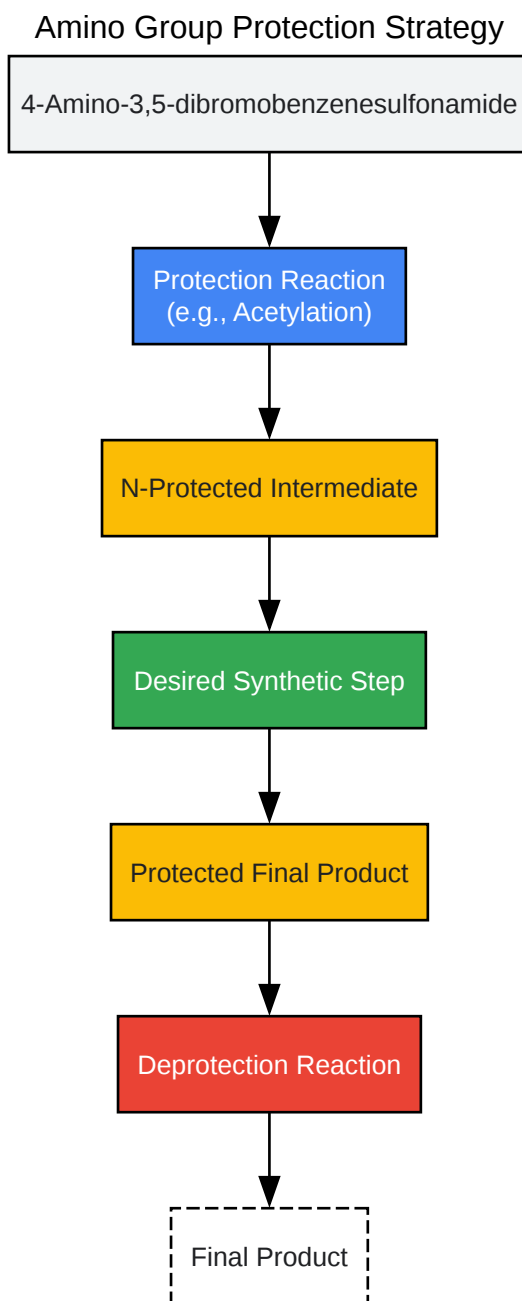 Amino Group Protection Strategy
4-Amino-3,5-dibromobenzenesulfonamide
Protection Reaction
(e.g., Acetylation)
N-Protected Intermediate
Desired Synthetic Step
Protected Final Product
Deprotection Reaction
Final Product